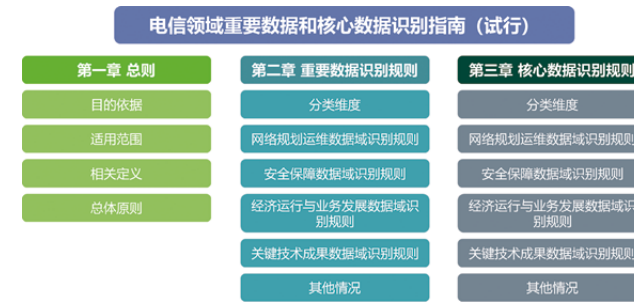 电信领域重要数据和核心数据识别指南（试行）
第一章 总则
目的依据
适用范围
相关定义
总体原则
第二章 重要数据识别规则
分类维度
网络规划运维数据域识别规则
安全保障数据域识别规则
经济运行与业务发展数据域识
别规则
关键技术成果数据域识别规则
其他情况
第三章 核心数据识别规则
分类维度
网络规划运维数据域识别规则
安全保障数据域识别规则
经济运行与业务发展数据域识
别规则
关键技术成果数据域识别规则
其他情况